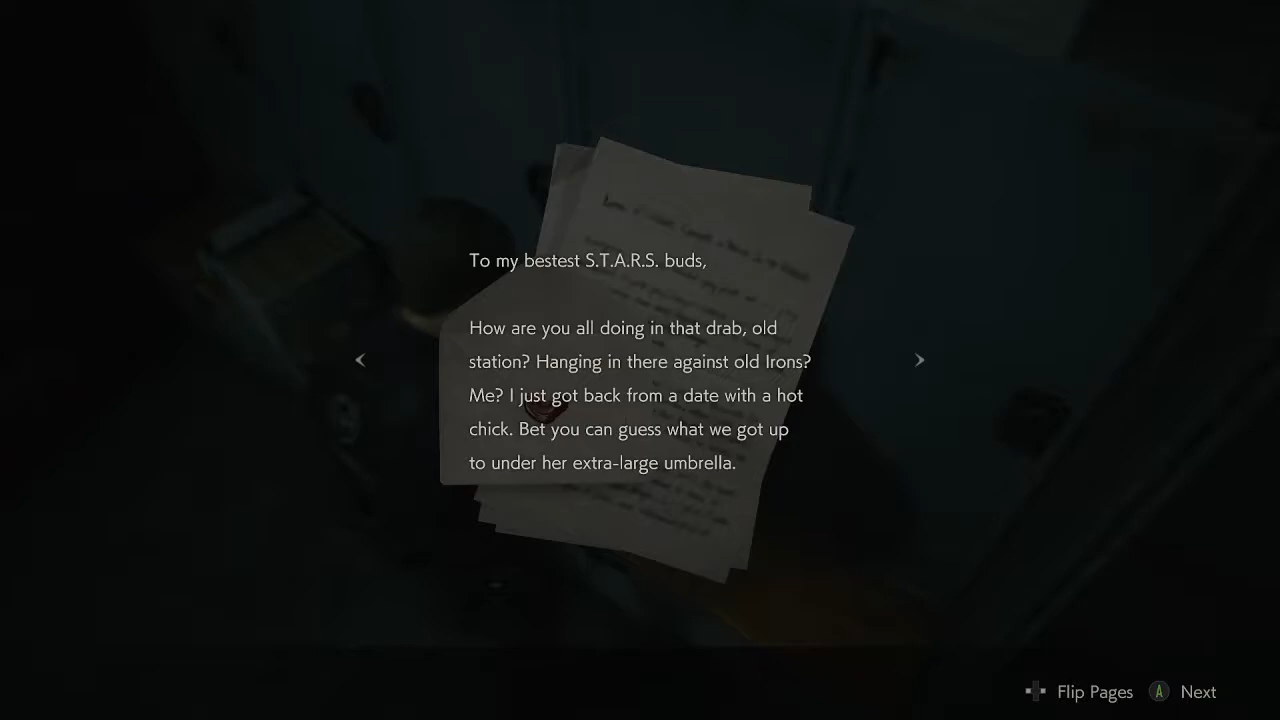 To my bestest S.T.A.R.S. buds,
How are you all doing in that drab, old
station? Hanging in there against old Irons?
Me? I just got back from a date with a hot
chick. Bet you can guess what we got up
to under her extra-large umbrella.
Flip Pages A Next